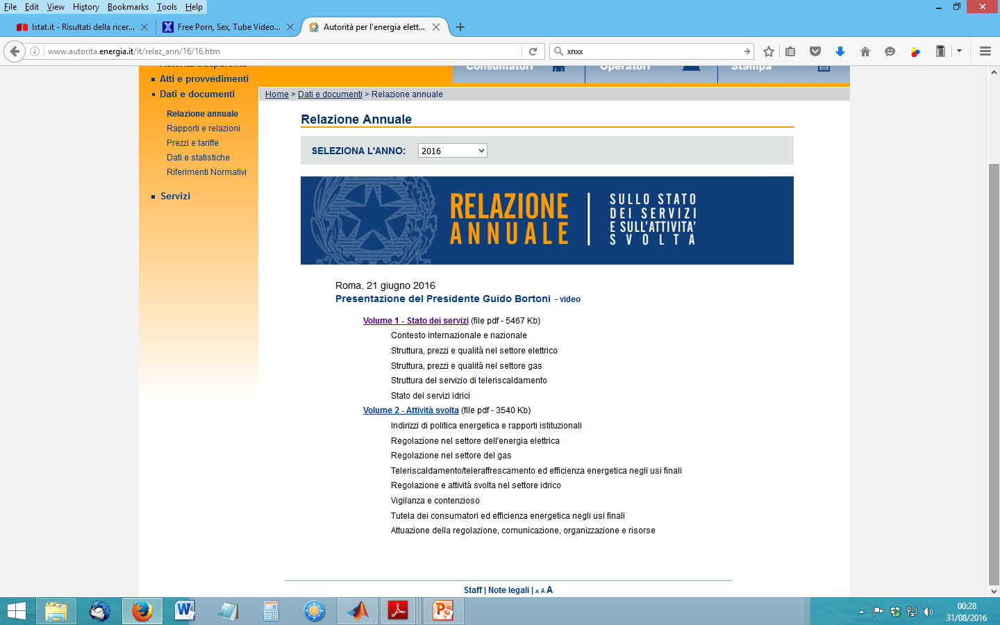 File Edit View History Bookmarks Tools Help
Istat.it - Risultati della ricer...
Free Porn, Sex, Tube Video...
Autorità per l'energia elett...
www.autorita.energia.it/it/relaz_ann/16/16.htm
xnxx
Consumatori
Operatori
Stampa
Autorità trasparente
Atti e provvedimenti
Dati e documenti
Relazione annuale
Rapporti e relazioni
Prezzi e tariffe
Dati e statistiche
Riferimenti Normativi
Servizi
Home > Dati e documenti > Relazione annuale
Relazione Annuale
SELEZIONA L'ANNO: 2016
RELAZIONE
ANNUALE
SULLO STATO
DEI SERVIZI
E SULL'ATTIVITA'
SVOLTA
Roma, 21 giugno 2016
Presentazione del Presidente Guido Bortoni - video
Volume 1 - Stato dei servizi (file pdf - 5467 Kb)
Contesto internazionale e nazionale
Struttura, prezzi e qualità nel settore elettrico
Struttura, prezzi e qualità nel settore gas
Struttura del servizio di teleriscaldamento
Stato dei servizi idrici
Volume 2 - Attività svolta (file pdf - 3540 Kb)
Indirizzi di politica energetica e rapporti istituzionali
Regolazione nel settore dell'energia elettrica
Regolazione nel settore del gas
Teleriscaldamento/teleraffrescamento ed efficienza energetica negli usi finali
Regolazione e attività svolta nel settore idrico
Vigilanza e contenzioso
Tutela dei consumatori ed efficienza energetica negli usi finali
Attuazione della regolazione, comunicazione, organizzazione e risorse
Staff | Note legali | A A A
00:28
31/08/2016